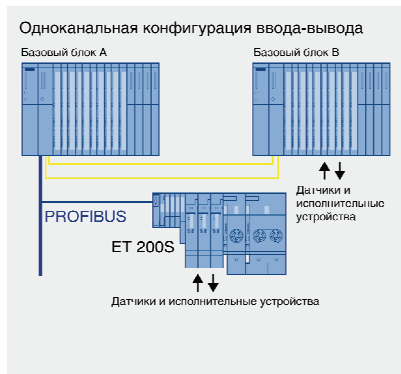 Одноканальная конфигурация ввода-вывода
Базовый блок A
Базовый блок B
Датчики и
исполнительные
устройства
PROFIBUS
ET 200S
Датчики и исполнительные устройства